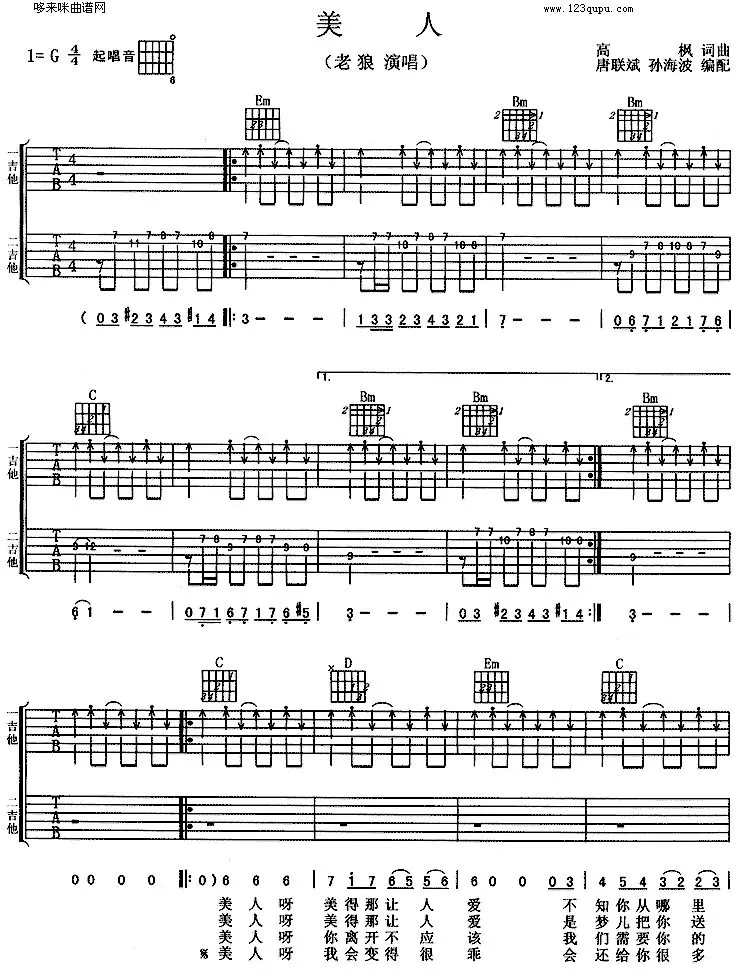 哆来咪曲谱网
www.123qupu.com
美 人
1=G 4/4 起唱音
6
（老狼 演唱）
高 枫 词曲
唐联斌 孙海波 编配
Em Bm Bm
一吉他 T A B 4 4
二吉他 T A B 4 4
( 0 3 #2 3 4 3 #1 4 ‖: 3 - - - | 1 3 3 2 3 4 3 2 1 | 7 - - - | 0 6 7 1 2 1 7 6
1. 2.
C Bm Bm Bm
一吉他 T A B
二吉他 T A B
6 1 - - | 0 7 1 6 7 1 7 6 #5 | 3 - - - | 0 3 #2 3 4 3 #1 4 :‖ 3 - - -
C D Em C
一吉他 T A B
二吉他 T A B
0 0 0 0 ‖: 0) 6 6 6 | 7 1 7 6 5 5 6 | 6 0 0 0 3 | 4 3 2 3 2 2 3
美 人 呀 美 得 那 让 人 爱 不 知 你 从 哪 里
美 人 呀 美 得 那 让 人 爱 是 梦 儿 把 你 送
美 人 呀 你 离 开 不 应 该 我 们 需 要 你 的
% 美 人 呀 我 会 变 得 很 乖 会 还 给 你 很 多